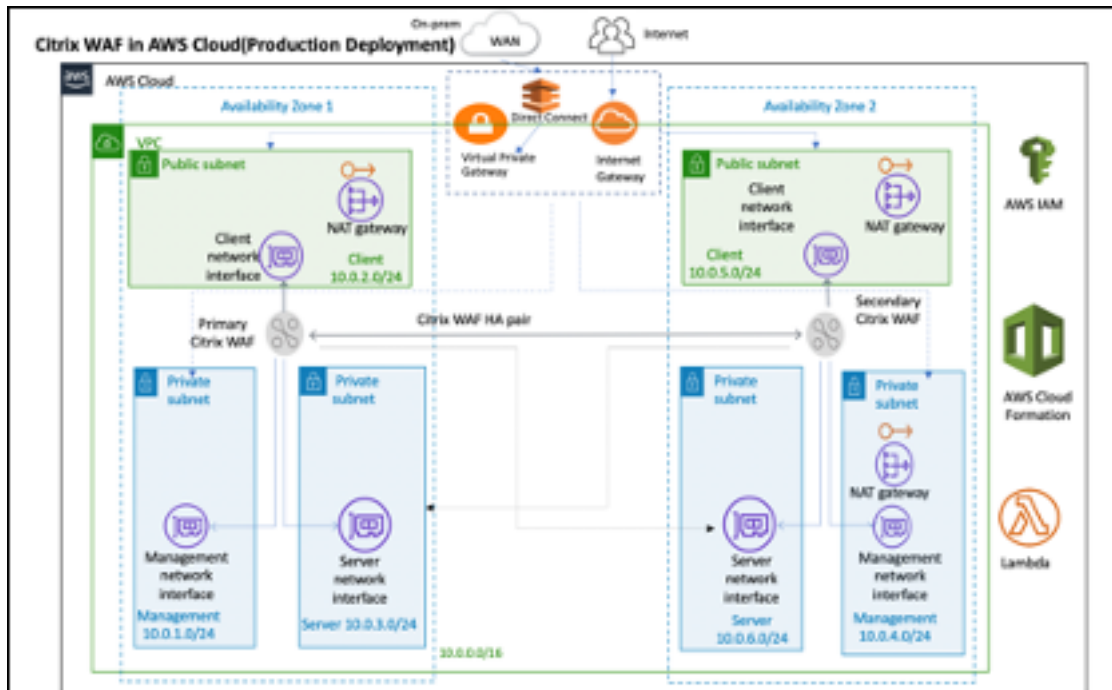 On-prem
WAN
Internet
Citrix WAF in AWS Cloud(Production Deployment)
aws
AWS Cloud
Availability Zone 1
Availability Zone 2
Direct Connect
Virtual Private
Gateway
Internet
Gateway
VPC
Public subnet
NAT gateway
Client
network
interface
Client
10.0.2.0/24
Public subnet
Client
network
interface
NAT gateway
Client
10.0.5.0/24
AWS IAM
Primary
Citrix WAF
Citrix WAF HA pair
Secondary
Citrix WAF
Private
subnet
Management
network
interface
Management
10.0.1.0/24
Private
subnet
Server
network
interface
Server 10.0.3.0/24
Private
subnet
Server
network
interface
Server
10.0.6.0/24
Private
subnet
NAT gateway
Management
network
interface
Management
10.0.4.0/24
AWS Cloud
Formation
Lambda
10.0.0.0/16